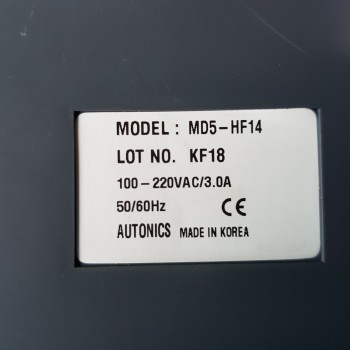 MODEL : MD5-HF14
LOT NO. KF18
100-220VAC/3.0A
50/60Hz CE
AUTONICS MADE IN KOREA